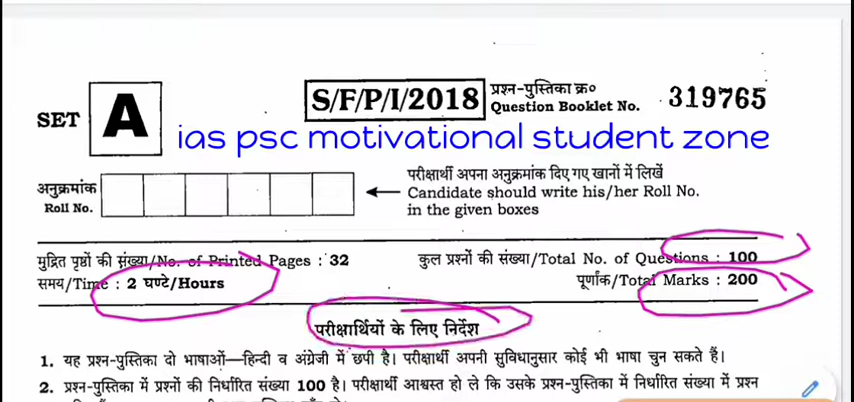 SET A
S/F/P/I/2018
प्रश्न-पुस्तिका क्र०
Question Booklet No. 319765
ias psc motivational student zone
अनुक्रमांक
Roll No.
परीक्षार्थी अपना अनुक्रमांक दिए गए खानों में लिखें
Candidate should write his/her Roll No.
in the given boxes
मुद्रित पृष्ठों की संख्या/No. of Printed Pages : 32
कुल प्रश्नों की संख्या/Total No. of Questions : 100
समय/Time : 2 घण्टे/Hours
पूर्णांक/Total Marks : 200
परीक्षार्थियों के लिए निर्देश
1. यह प्रश्न-पुस्तिका दो भाषाओं—हिन्दी व अंग्रेजी में छपी है। परीक्षार्थी अपनी सुविधानुसार कोई भी भाषा चुन सकते हैं।
2. प्रश्न-पुस्तिका में प्रश्नों की निर्धारित संख्या 100 है। परीक्षार्थी आश्वस्त हो ले कि उसके प्रश्न-पुस्तिका में निर्धारित संख्या में प्रश्न